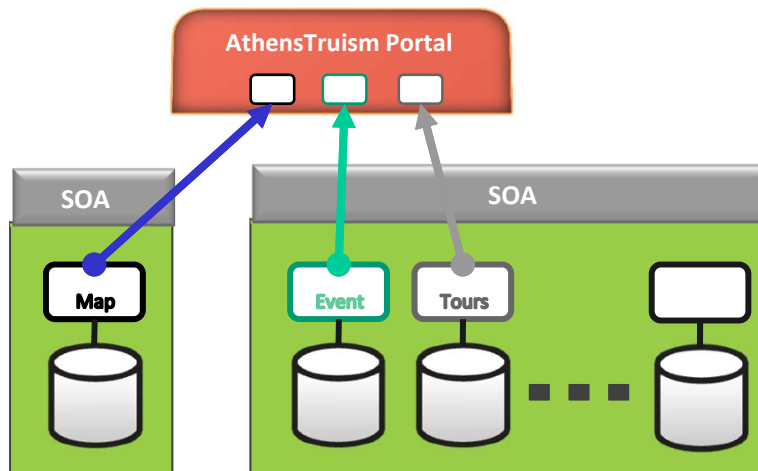 AthensTruism Portal
SOA
SOA
Map
Event
Tours